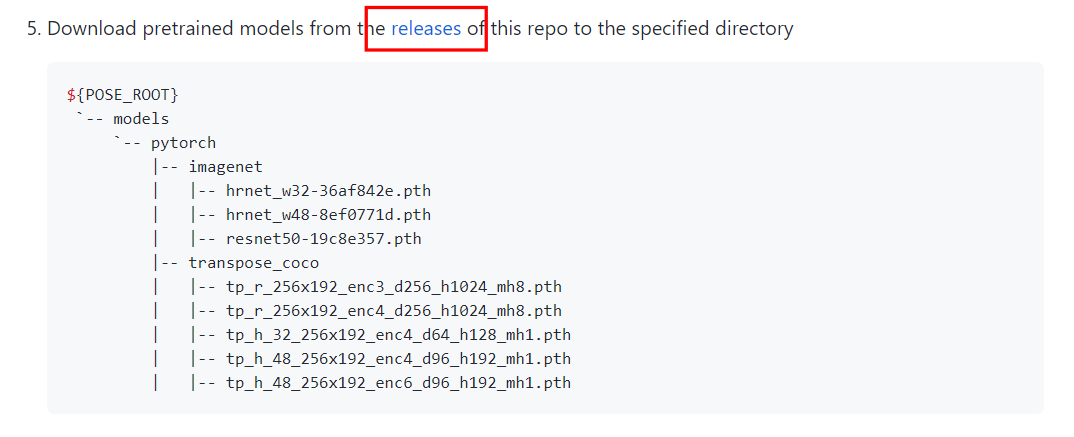 5. Download pretrained models from the releases of this repo to the specified directory
${POSE_ROOT}
 `-- models
     `-- pytorch
         |-- imagenet
         |   |-- hrnet_w32-36af842e.pth
         |   |-- hrnet_w48-8ef0771d.pth
         |   |-- resnet50-19c8e357.pth
         |-- transpose_coco
         |   |-- tp_r_256x192_enc3_d256_h1024_mh8.pth
         |   |-- tp_r_256x192_enc4_d256_h1024_mh8.pth
         |   |-- tp_h_32_256x192_enc4_d64_h128_mh1.pth
         |   |-- tp_h_48_256x192_enc4_d96_h192_mh1.pth
         |   |-- tp_h_48_256x192_enc6_d96_h192_mh1.pth